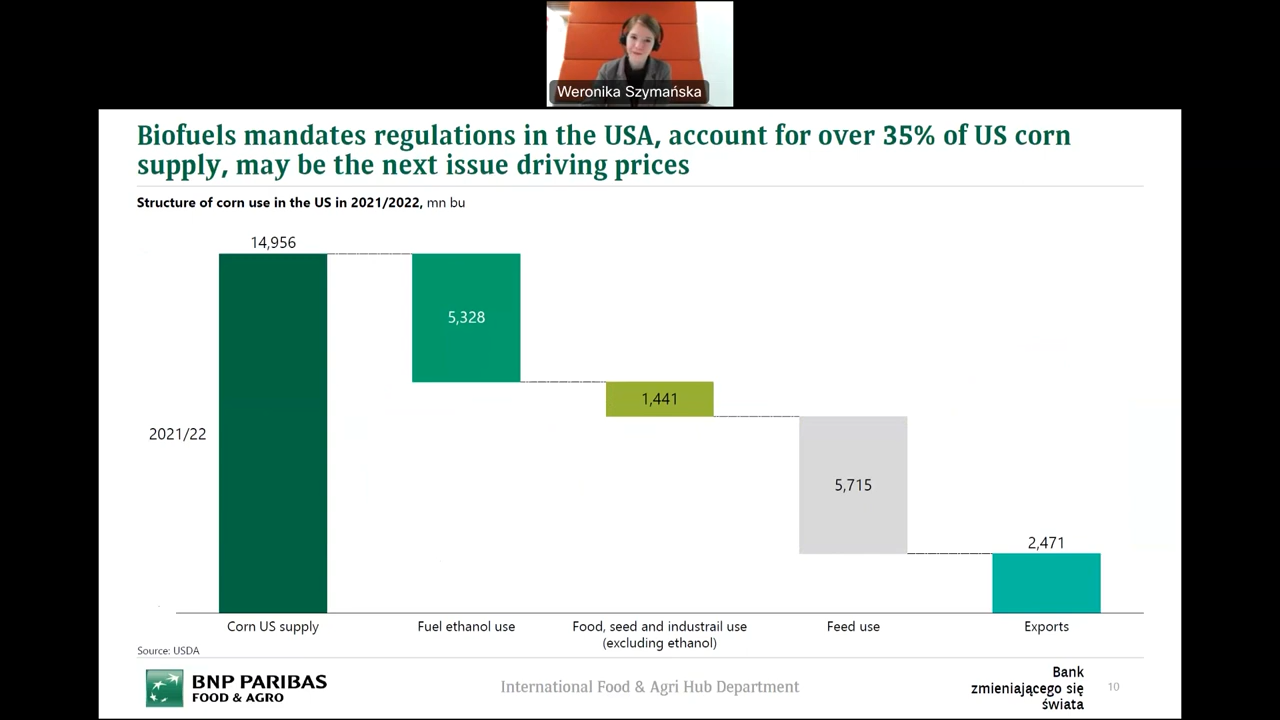 Weronika Szymańska
Biofuels mandates regulations in the USA, account for over 35% of US corn
supply, may be the next issue driving prices
Structure of corn use in the US in 2021/2022, mn bu
14,956
5,328
1,441
2021/22
5,715
2,471
Corn US supply
Fuel ethanol use
Food, seed and industrail use
(excluding ethanol)
Feed use
Exports
Source: USDA
BNP PARIBAS
FOOD & AGRO
International Food & Agri Hub Department
Bank
zmieniającego się
świata
10